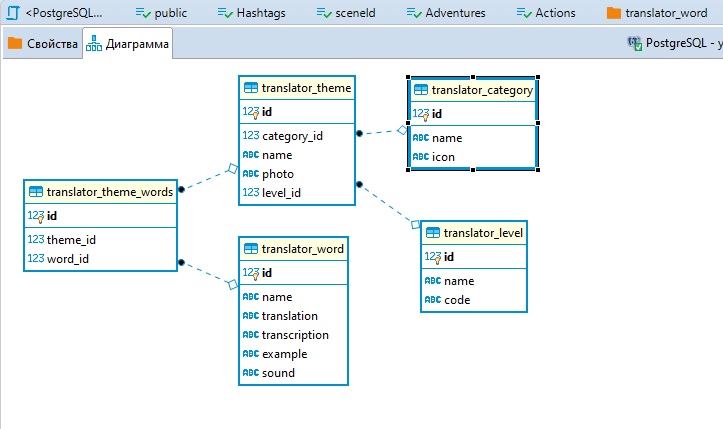 <PostgreSQL...
public
Hashtags
sceneId
Adventures
Actions
translator_word
Свойства
Диаграмма
PostgreSQL - y
translator_theme
123 id
123 category_id
ABC name
ABC photo
123 level_id
translator_category
123 id
ABC name
ABC icon
translator_theme_words
123 id
123 theme_id
123 word_id
translator_word
123 id
ABC name
ABC translation
ABC transcription
ABC example
ABC sound
translator_level
123 id
ABC name
ABC code